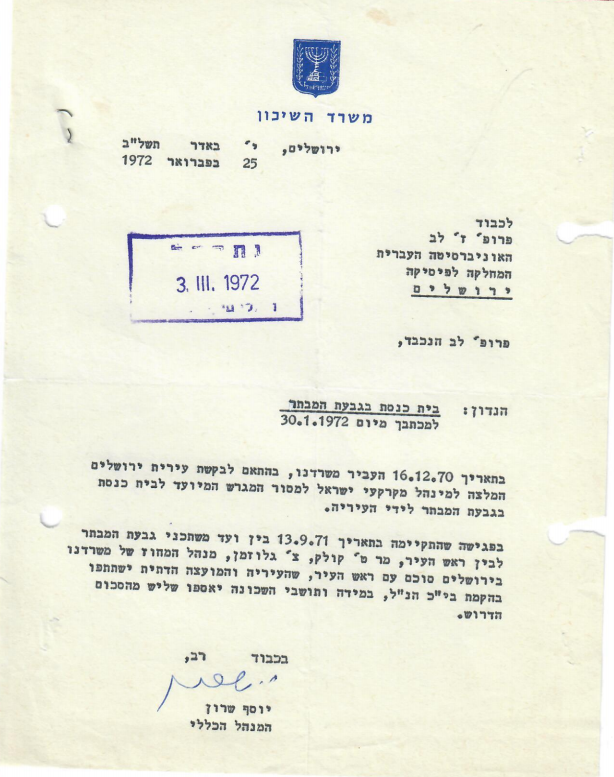 משרד השיכון
ירושלים, י׳ באדר תשל"ב
25 בפברואר 1972
לכבוד
פרופ׳ ז׳ לב
האוניברסיטה העברית
המחלקה לפיסיקה
ירושלים
3. III. 1972
פרופ׳ לב הנכבד,
הנדון: בית כנסת בגבעת המבתר
למכתבך מיום 30.1.1972
בתאריך 16.12.70 העביר משרדנו, בהתאם לבקשת עירית ירושלים
המלצה למינהל מקרקעי ישראל למסור המגרש המיועד לבית כנסת
בגבעת המבתר לידי העיריה.
בפגישה שהתקיימה בתאריך 13.9.71 בין ועד משתכני גבעת המבתר
לבין ראש העיר, מר ט׳ קולק, צ׳ גלוזמן, מנהל המחוז של משרדנו
בירושלים סוכם עם ראש העיר, שהעיריה והמועצה הדתית ישתתפו
בהקמת בי"כ הנ"ל, במידה ותושבי השכונה יאספו שליש מהסכום
הדרוש.
בכבוד רב,
יוסף שרון
המנהל הכללי